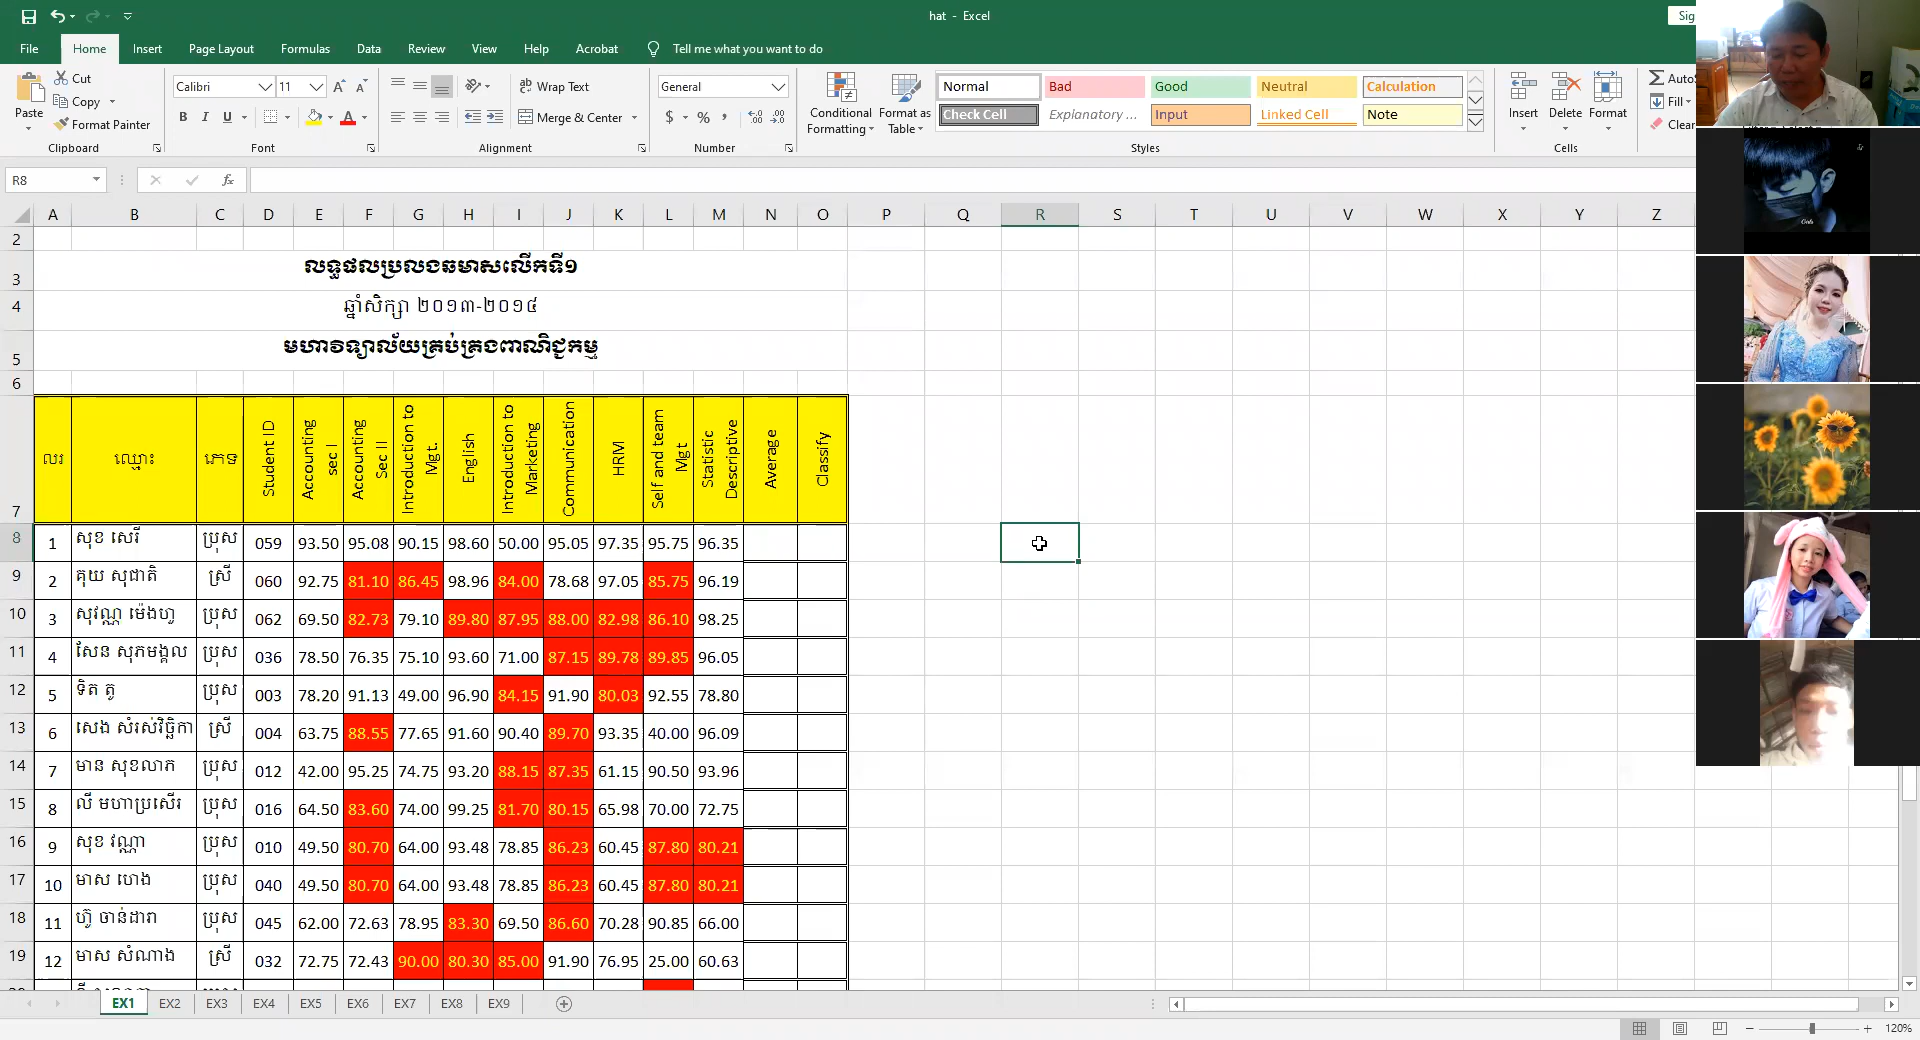 hat - Excel
Sig
File Home Insert Page Layout Formulas Data Review View Help Acrobat Tell me what you want to do
Cut
Copy
Format Painter
Paste
Clipboard
Calibri 11
B I U
Font
Wrap Text
Merge & Center
Alignment
General
$ % ,
Number
Conditional Formatting
Format as Table
Normal Bad Good Neutral Calculation
Check Cell Explanatory ... Input Linked Cell Note
Styles
Insert Delete Format
Cells
Auto
Fill
Clear
R8 fx
A B C D E F G H I J K L M N O P Q R S T U V W X Y Z
2
3 លទ្ធផលប្រលងឆមាសលើកទី១
4 ឆ្នាំសិក្សា ២០១៣-២០១៤
5 មហាវិទ្យាល័យគ្រប់គ្រងពាណិជ្ជកម្ម
6
7 លរ ឈ្មោះ ភេទ Student ID Accounting sec I Accounting Sec II Introduction to Mgt. English Introduction to Marketing Communication HRM Self and team Mgt Statistic Descriptive Average Classify
8 1 សុខ សេរី ប្រុស 059 93.50 95.08 90.15 98.60 50.00 95.05 97.35 95.75 96.35
9 2 គុយ សុជាតិ ស្រី 060 92.75 81.10 86.45 98.96 84.00 78.68 97.05 85.75 96.19
10 3 សុវណ្ណ ម៉េងហូ ប្រុស 062 69.50 82.73 79.10 89.80 87.95 88.00 82.98 86.10 98.25
11 4 សែន សុភមង្គល ប្រុស 036 78.50 76.35 75.10 93.60 71.00 87.15 89.78 89.85 96.05
12 5 ទិត តូ ប្រុស 003 78.20 91.13 49.00 96.90 84.15 91.90 80.03 92.55 78.80
13 6 សេង សំរស់វិច្ឆិកា ស្រី 004 63.75 88.55 77.65 91.60 90.40 89.70 93.35 40.00 96.09
14 7 មាន សុខលាភ ប្រុស 012 42.00 95.25 74.75 93.20 88.15 87.35 61.15 90.50 93.96
15 8 លី មហាប្រសើរ ប្រុស 016 64.50 83.60 74.00 99.25 81.70 80.15 65.98 70.00 72.75
16 9 សុខ វណ្ណា ប្រុស 010 49.50 80.70 64.00 93.48 78.85 86.23 60.45 87.80 80.21
17 10 មាស ហេង ប្រុស 040 49.50 80.70 64.00 93.48 78.85 86.23 60.45 87.80 80.21
18 11 ហ៊ូ ចាន់ដារា ប្រុស 045 62.00 72.63 78.95 83.30 69.50 86.60 70.28 90.85 66.00
19 12 មាស សំណាង ស្រី 032 72.75 72.43 90.00 80.30 85.00 91.90 76.95 25.00 60.63
EX1 EX2 EX3 EX4 EX5 EX6 EX7 EX8 EX9
120%